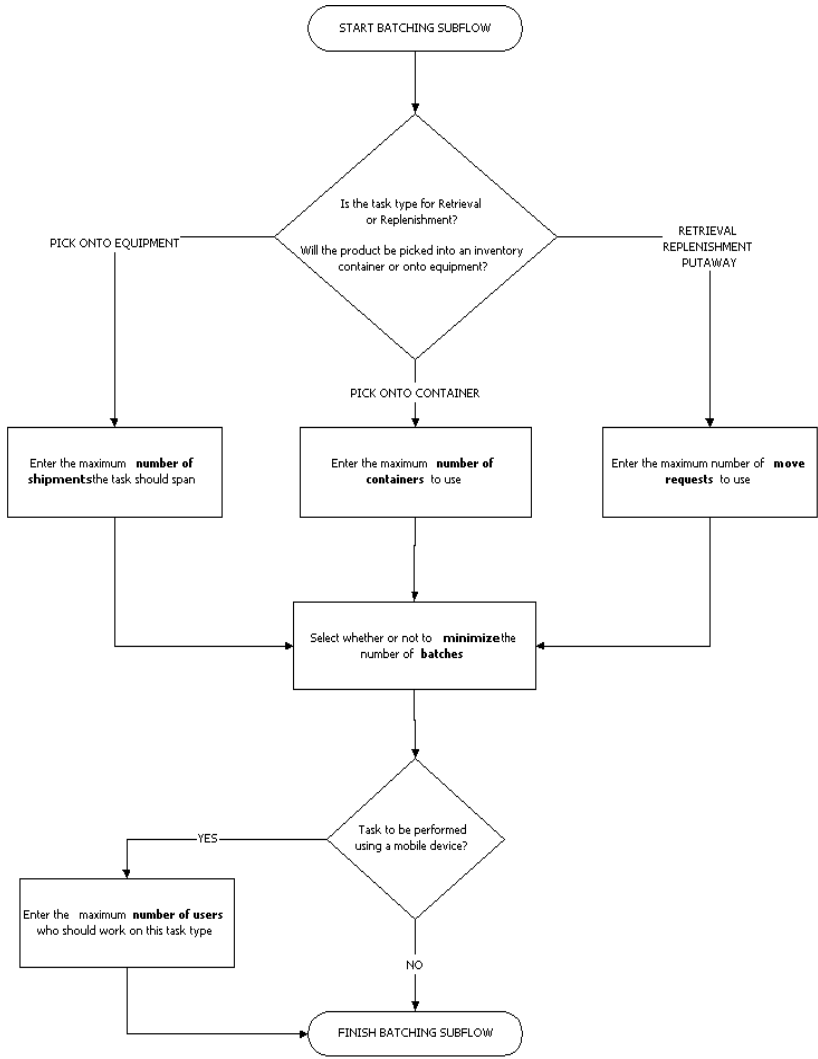 START BATCHING SUBFLOW
Is the task type for Retrieval
or Replenishment?
Will the product be picked into an inventory
container or onto equipment?
PICK ONTO EQUIPMENT
RETRIEVAL
REPLENISHMENT
PUTAWAY
PICK ONTO CONTAINER
Enter the maximum number of
shipmentsthe task should span
Enter the maximum number of
containers to use
Enter the maximum number of move
requests to use
Select whether or not to minimizethe
number of batches
Task to be performed
using a mobile device?
YES
Enter the maximum number of users
who should work on this task type
NO
FINISH BATCHING SUBFLOW